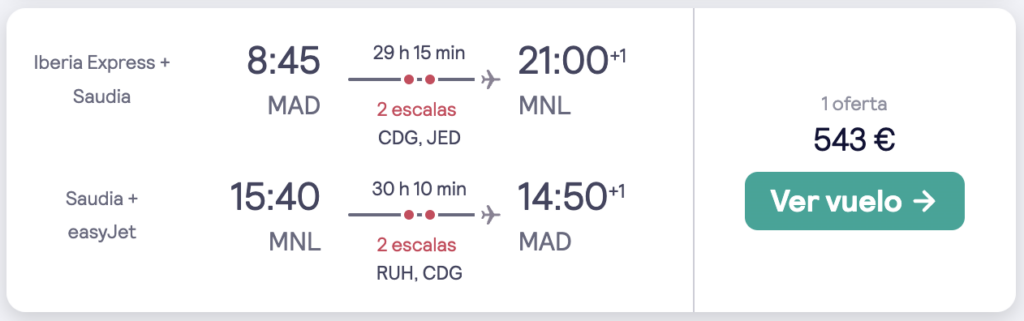 Iberia Express +
Saudia
8:45
MAD
29 h 15 min
2 escalas
CDG, JED
21:00+1
MNL
Saudia +
easyJet
15:40
MNL
30 h 10 min
2 escalas
RUH, CDG
14:50+1
MAD
1 oferta
543 €
Ver vuelo →